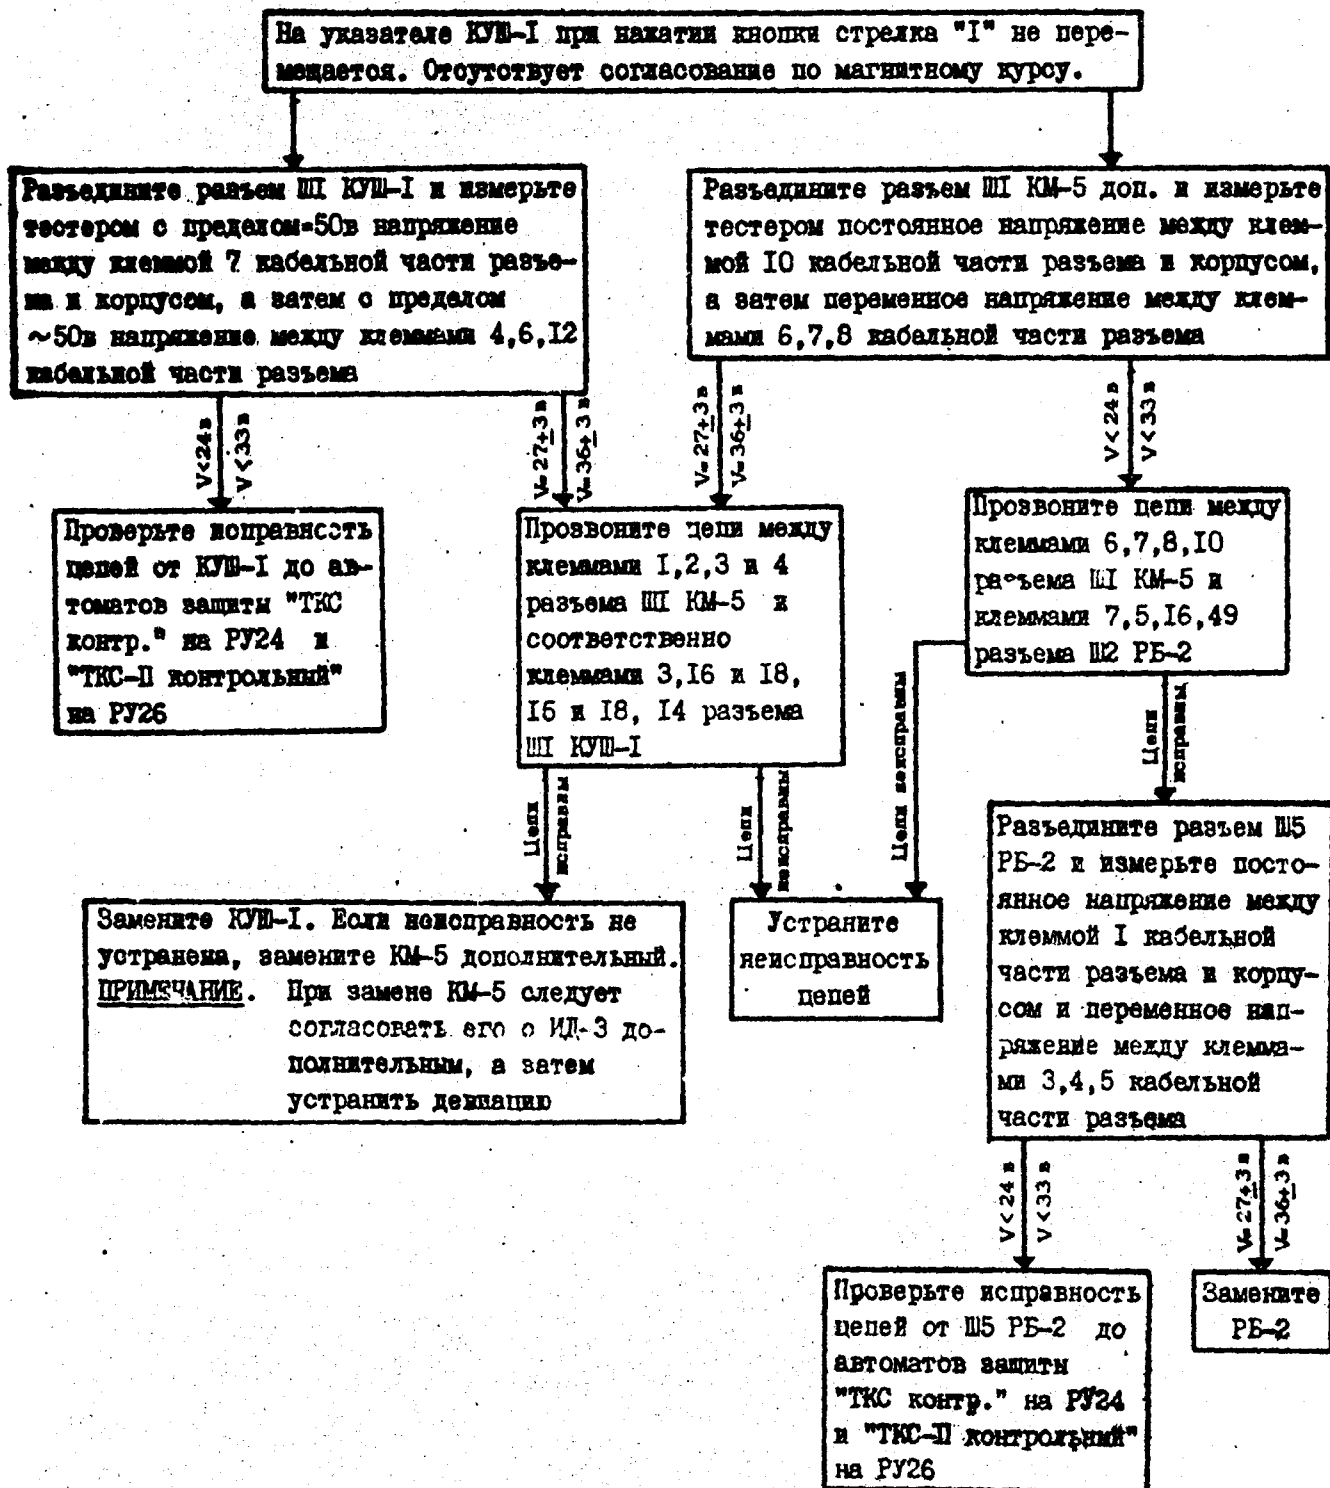 На указателе КУШ-I при нажатии кнопки стрелка "I" не пере-
мещается. Отсутствует согласование по магнитному курсу.
Разъедините разъем ШI КУШ-I и измерьте
тестером с пределом=50в напряжение
между клеммой 7 кабельной части разъе-
ма и корпусом, а затем с пределом
~50в напряжение между клеммами 4,6,I2
кабельной части разъема
Разъедините разъем ШI КМ-5 доп. и измерьте
тестером постоянное напряжение между клем-
мой I0 кабельной части разъема и корпусом,
а затем переменное напряжение между клем-
мами 6,7,8 кабельной части разъема
V<24в
V<33в
V=27±3в
V=36±3в
V=27±3в
V=36±3в
V<24в
V<33в
Проверьте исправность
цепей от КУШ-I до ав-
томатов защиты "ТКС
контр." на РУ24 и
"ТКС-П контрольный"
на РУ26
Прозвоните цепи между
клеммами I,2,3 и 4
разъема ШI КМ-5 и
соответственно
клеммами 3,I6 и I8,
I5 и I8, I4 разъема
ШI КУШ-I
Прозвоните цепи между
клеммами 6,7,8,I0
разъема ШI КМ-5 и
клеммами 7,5,I6,49
разъема Ш2 РБ-2
Цепи
исправны
Цепи
неисправны
Цепи неисправны
Цепи
исправны
Замените КУШ-I. Если неисправность не
устранена, замените КМ-5 дополнительный.
ПРИМЕЧАНИЕ. При замене КМ-5 следует
согласовать его с ИД-3 до-
полнительным, а затем
устранить девиацию
Устраните
неисправность
цепей
Разъедините разъем Ш5
РБ-2 и измерьте посто-
янное напряжение между
клеммой I кабельной
части разъема и корпу-
сом и переменное нап-
ряжение между клемма-
ми 3,4,5 кабельной
части разъема
V<24в
V<33в
V=27±3в
V=36±3в
Проверьте исправность
цепей от Ш5 РБ-2 до
автоматов защиты
"ТКС контр." на РУ24
и "ТКС-П контрольный"
на РУ26
Замените
РБ-2